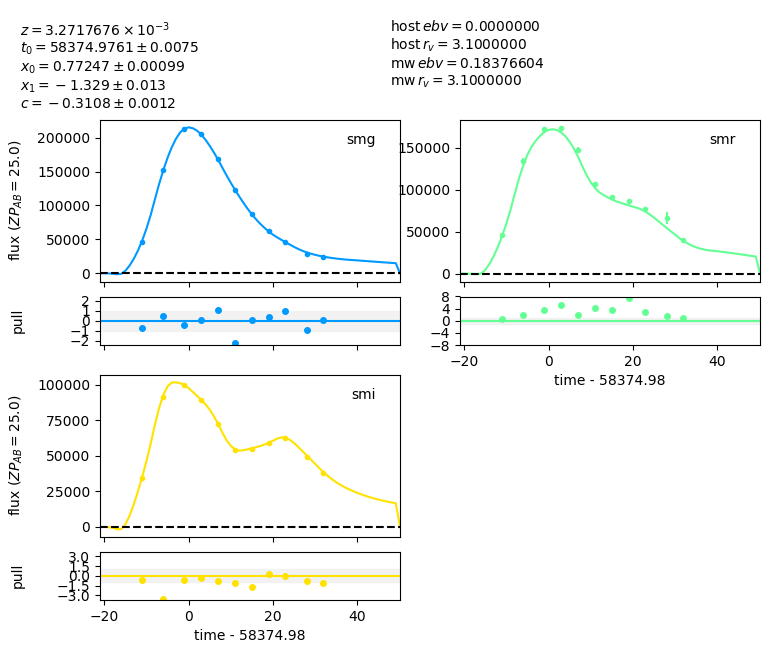 z = 3.2717676 × 10⁻³
t₀ = 58374.9761 ± 0.0075
x₀ = 0.77247 ± 0.00099
x₁ = −1.329 ± 0.013
c = −0.3108 ± 0.0012
host ebv = 0.0000000
host r_v = 3.1000000
mw ebv = 0.18376604
mw r_v = 3.1000000
smg
flux (ZP_AB = 25.0)
200000
150000
100000
50000
0
pull
2
1
0
−1
−2
smr
150000
100000
50000
0
8
4
0
−4
−8
−20
0
20
40
time - 58374.98
smi
flux (ZP_AB = 25.0)
100000
75000
50000
25000
0
pull
3.0
1.5
0.0
−1.5
−3.0
−20
0
20
40
time - 58374.98